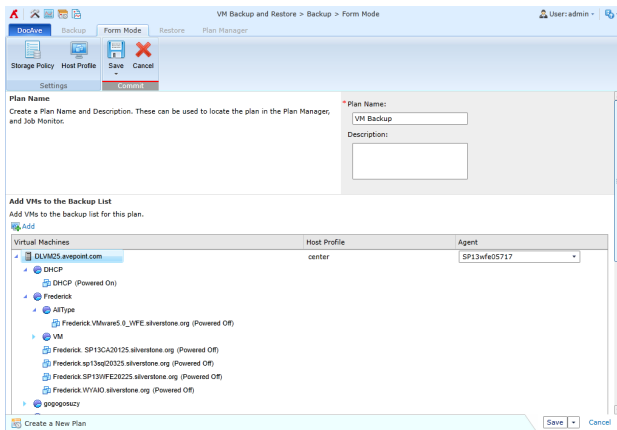 VM Backup and Restore > Backup > Form Mode
User: admin
DocAve Backup Form Mode Restore Plan Manager
Storage Policy Host Profile Save Cancel
Settings Commit
Plan Name
Create a Plan Name and Description. These can be used to locate the plan in the Plan Manager,
and Job Monitor.
* Plan Name:
VM Backup
Description:
Add VMs to the Backup List
Add VMs to the backup list for this plan.
Add
Virtual Machines Host Profile Agent
DLVM25.avepoint.com center SP13wfe05717
DHCP
DHCP (Powered On)
Frederick
AllType
Frederick.VMware5.0_WFE.silverstone.org (Powered Off)
VM
Frederick. SP13CA20125.silverstone.org (Powered Off)
Frederick.sp13sql20325.silverstone.org (Powered Off)
Frederick.SP13WFE20225.silverstone.org (Powered Off)
Frederick.WYAIO.silverstone.org (Powered Off)
gogogosuzy
Create a New Plan
Save Cancel